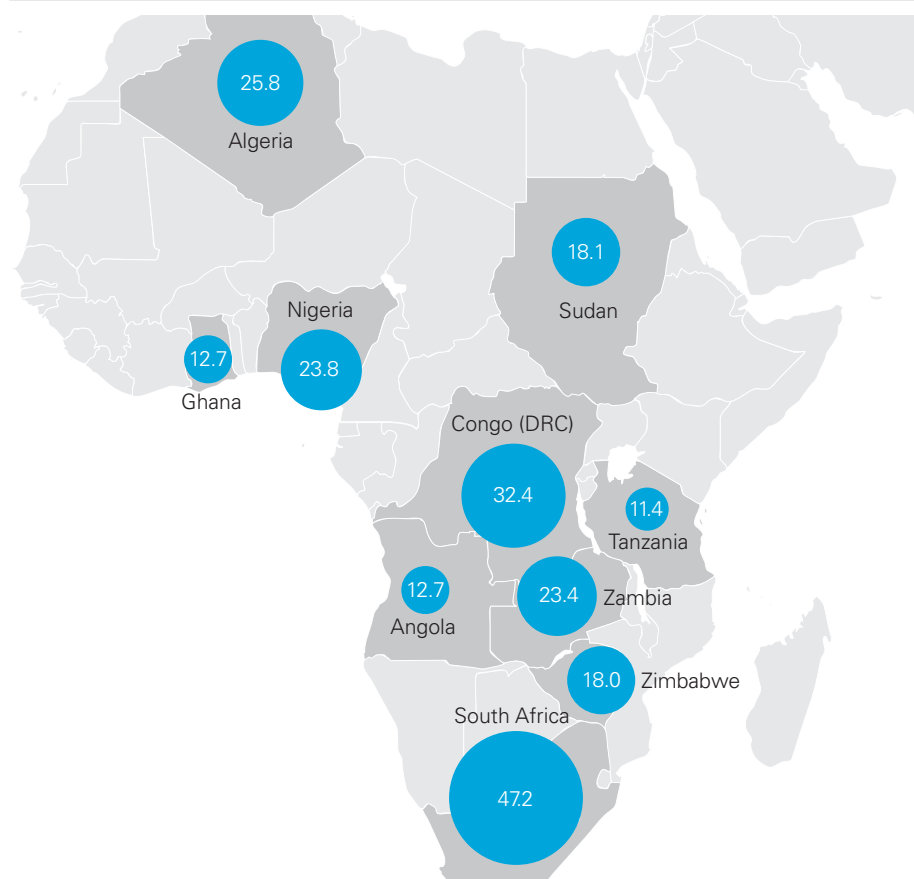 25.8
Algeria
18.1
Sudan
Nigeria
23.8
12.7
Ghana
Congo (DRC)
32.4
11.4
Tanzania
12.7
Angola
23.4
Zambia
18.0
Zimbabwe
South Africa
47.2